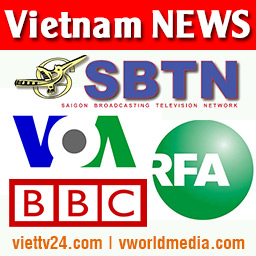 Vietnam NEWS
SBTN
SAIGON BROADCASTING TELEVISION NETWORK
VOA
RFA
BBC
viettv24.com | vworldmedia.com